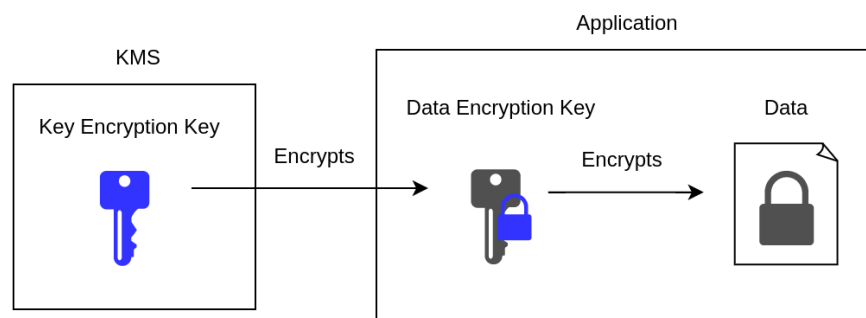 Application
KMS
Key Encryption Key
Data Encryption Key
Data
Encrypts
Encrypts